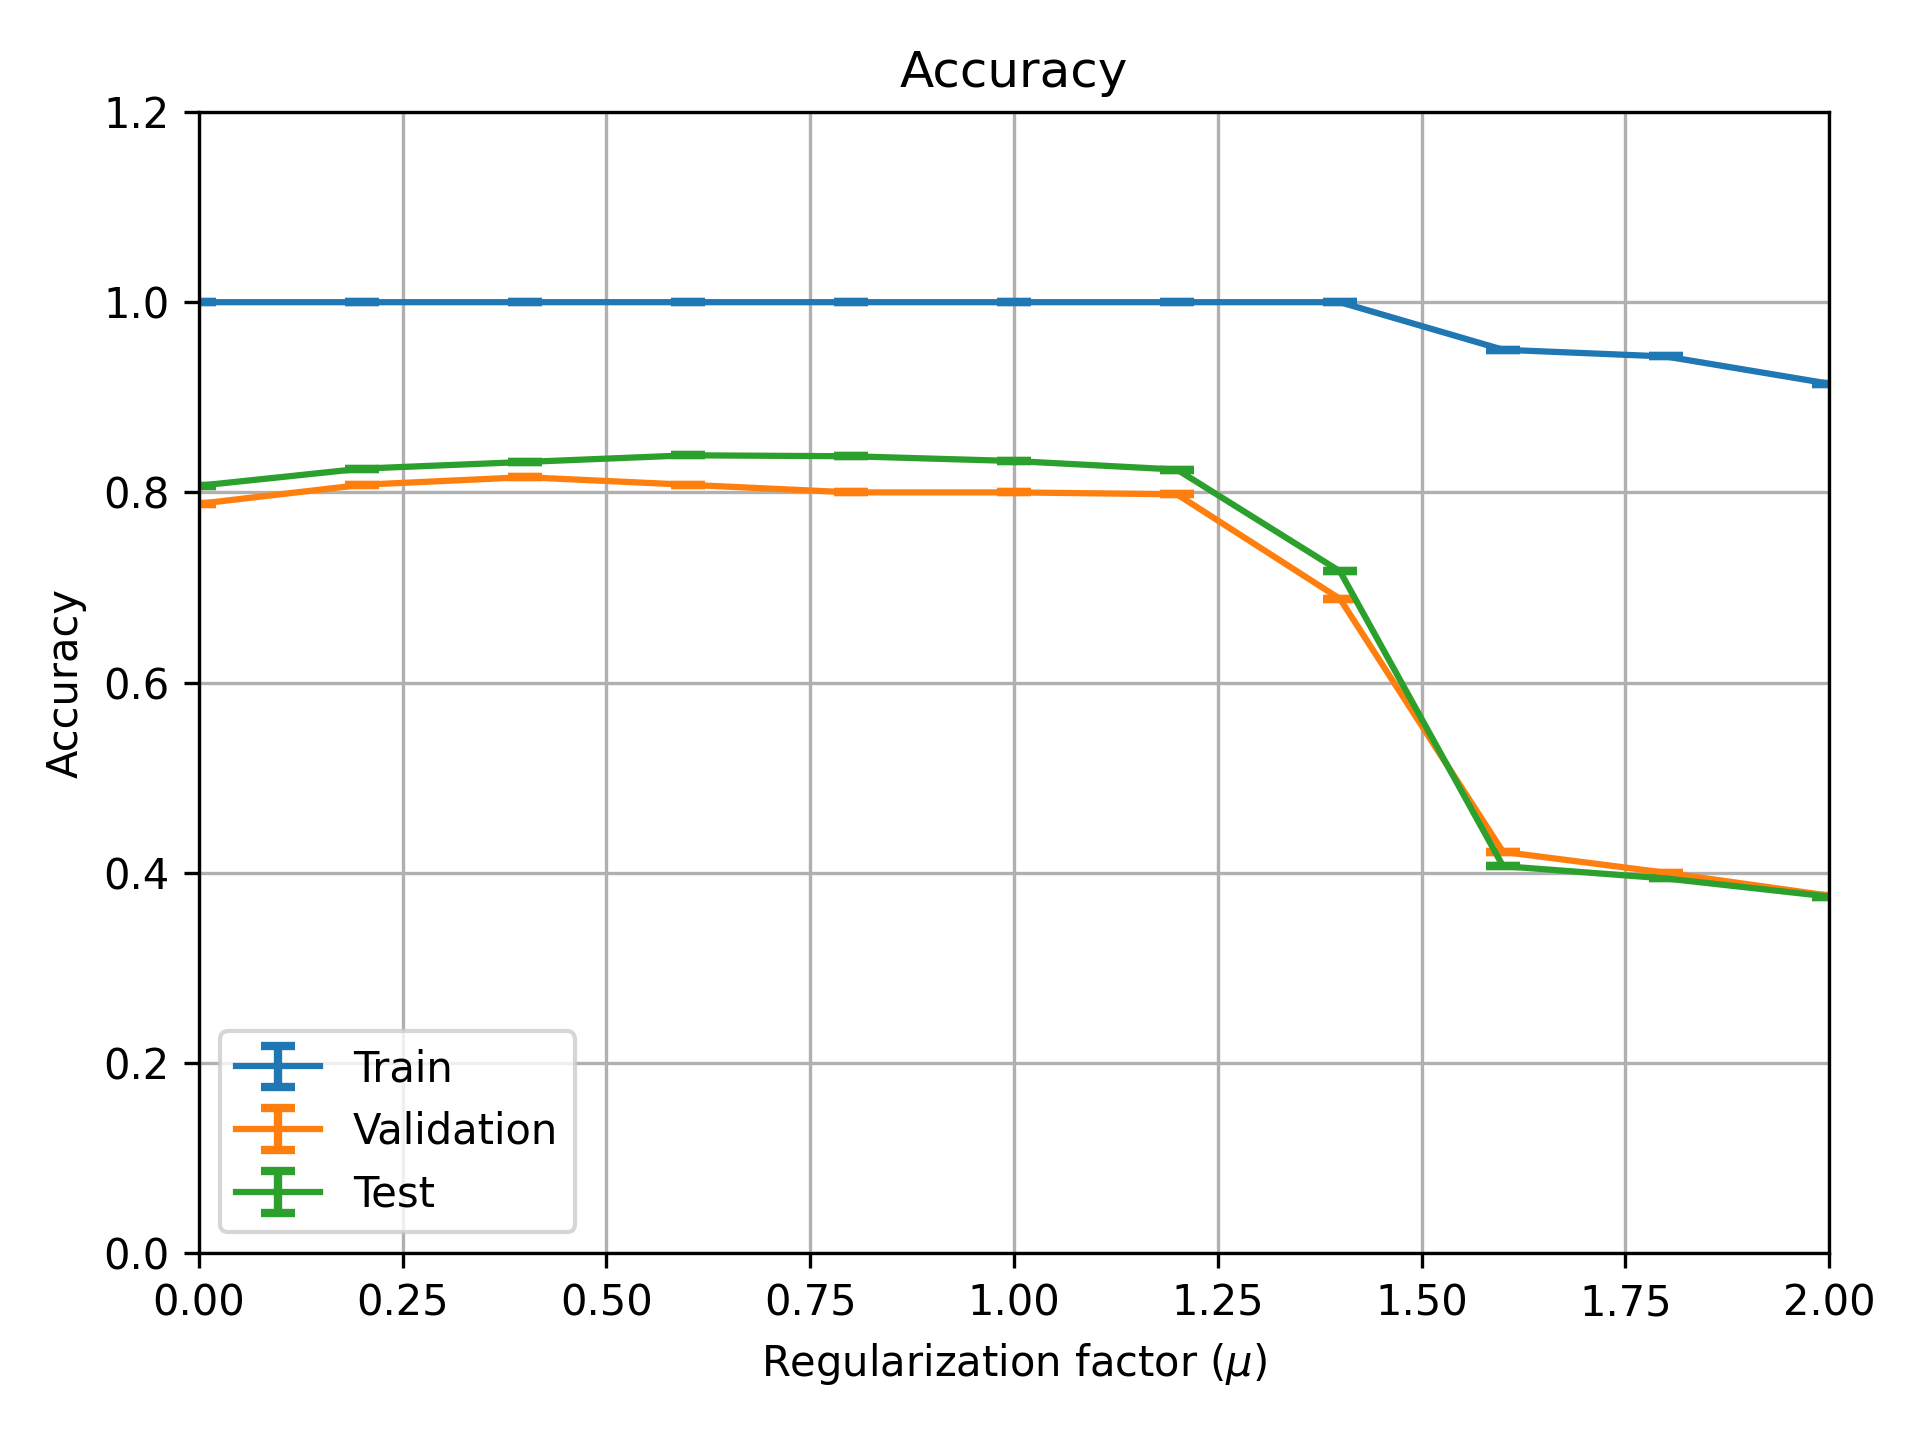 Accuracy
1.2
1.0
0.8
0.6
0.4
0.2
0.0
Accuracy
Train
Validation
Test
0.00 0.25 0.50 0.75 1.00 1.25 1.50 1.75 2.00
Regularization factor (μ)